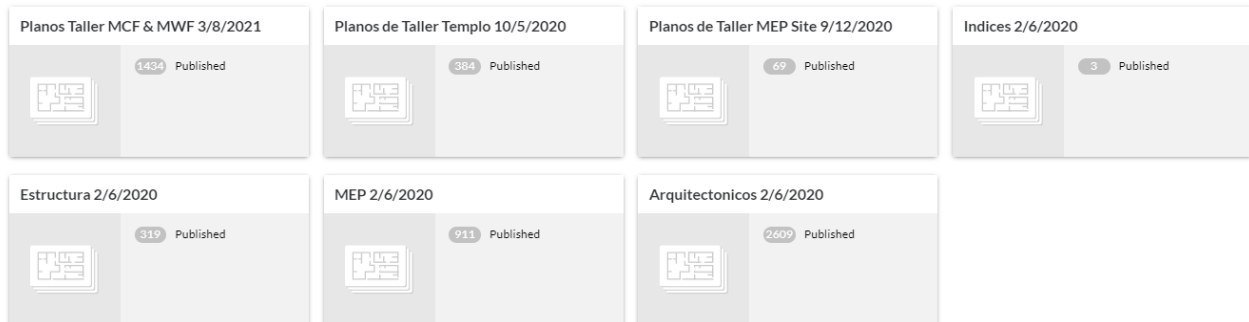 Planos Taller MCF & MWF 3/8/2021
1434 Published
Planos de Taller Templo 10/5/2020
384 Published
Planos de Taller MEP Site 9/12/2020
69 Published
Indices 2/6/2020
3 Published
Estructura 2/6/2020
319 Published
MEP 2/6/2020
911 Published
Arquitectonicos 2/6/2020
2609 Published